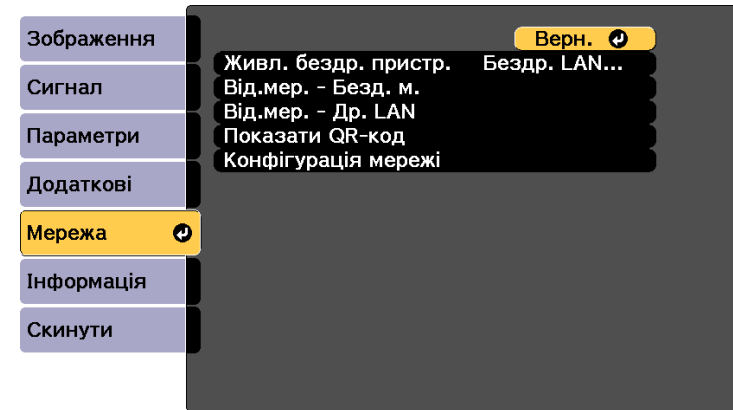 Зображення
Сигнал
Параметри
Додаткові
Мережа
Інформація
Скинути
Верн.
Живл. бездр. пристр. Бездр. LAN...
Від.мер. - Безд. м.
Від.мер. - Др. LAN
Показати QR-код
Конфігурація мережі